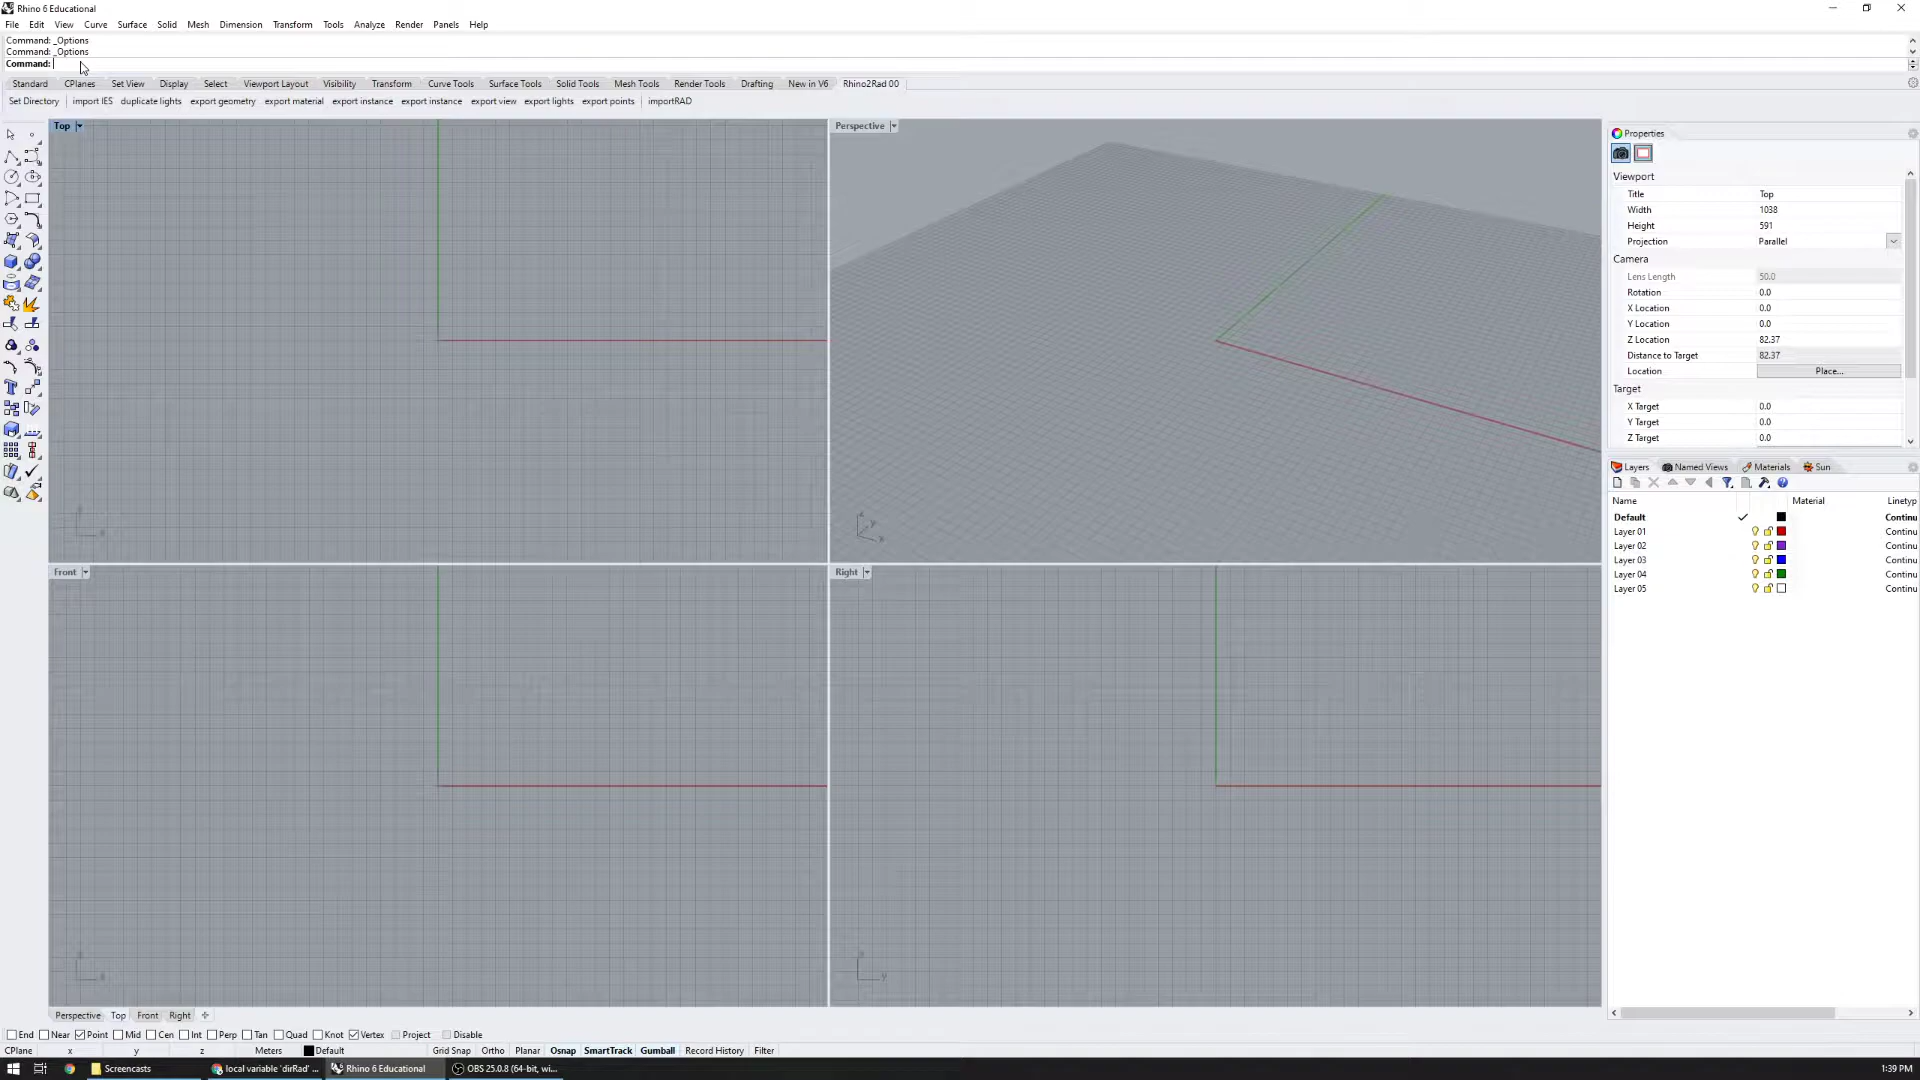 Rhino 6 Educational
File Edit View Curve Surface Solid Mesh Dimension Transform Tools Analyze Render Panels Help
Command: _Options
Command: _Options
Command:
Standard CPlanes Set View Display Select Viewport Layout Visibility Transform Curve Tools Surface Tools Solid Tools Mesh Tools Render Tools Drafting New in V6 Rhino2Rad 00
Set Directory import IES duplicate lights export geometry export material export instance export instance export view export lights export points importRAD
Top
Perspective
Properties
Viewport
Title Top
Width 1038
Height 591
Projection Parallel
Camera
Lens Length 50.0
Rotation 0.0
X Location 0.0
Y Location 0.0
Z Location 82.37
Distance to Target 82.37
Location Place...
Target
X Target 0.0
Y Target 0.0
Z Target 0.0
Layers Named Views Materials Sun
Name Material Linetyp
Default Continu
Layer 01 Continu
Layer 02 Continu
Layer 03 Continu
Layer 04 Continu
Layer 05 Continu
z y x
Front
Right
y
Perspective Top Front Right
End Near Point Mid Cen Int Perp Tan Quad Knot Vertex Project Disable
CPlane x y z Meters Default Grid Snap Ortho Planar Osnap SmartTrack Gumball Record History Filter
Screencasts local variable 'dirRad' ... Rhino 6 Educational OBS 25.0.8 (64-bit, wi... 1:39 PM